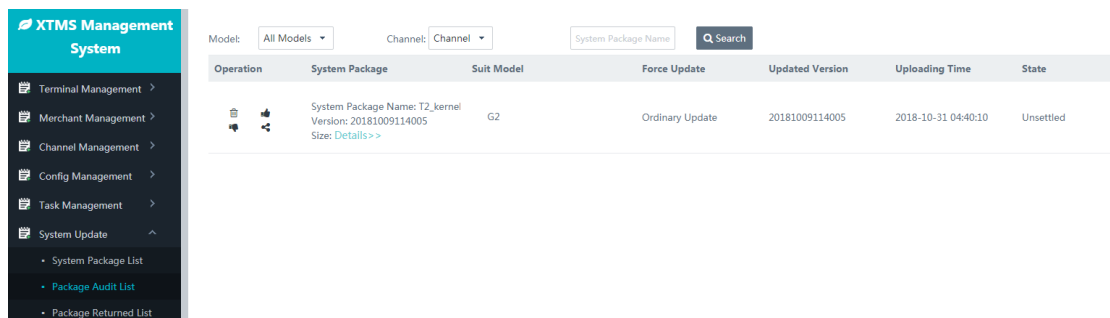 XTMS Management
System
Terminal Management
Merchant Management
Channel Management
Config Management
Task Management
System Update
System Package List
Package Audit List
Package Returned List
Model: All Models Channel: Channel System Package Name Search
Operation System Package Suit Model Force Update Updated Version Uploading Time State
System Package Name: T2_kernel
Version: 20181009114005 G2 Ordinary Update 20181009114005 2018-10-31 04:40:10 Unsettled
Size: Details>>